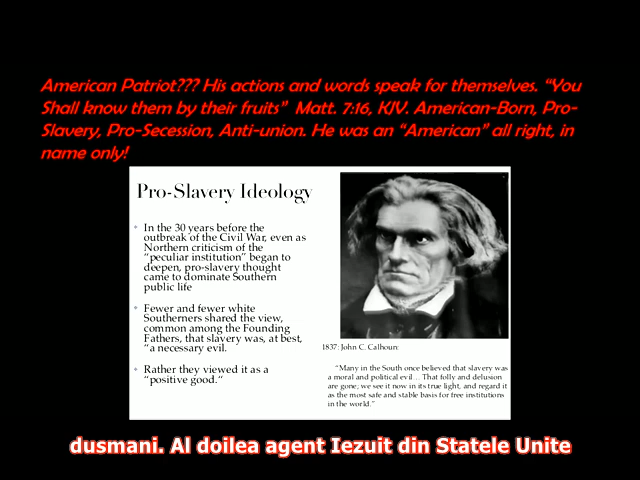 American Patriot??? His actions and words speak for themselves. “You
Shall know them by their fruits” Matt. 7:16, KJV. American-Born, Pro-
Slavery, Pro-Secession, Anti-union. He was an “American” all right, in
name only!
Pro-Slavery Ideology
In the 30 years before the
outbreak of the Civil War, even as
Northern criticism of the
“peculiar institution” began to
deepen, pro-slavery thought
came to dominate Southern
public life
Fewer and fewer white
Southerners shared the view,
common among the Founding
Fathers, that slavery was, at best,
“a necessary evil.
Rather they viewed it as a
“positive good.“
1837: John C. Calhoun:
“Many in the South once believed that slavery was
a moral and political evil . . That folly and delusion
are gone; we see it now in its true light, and regard it
as the most safe and stable basis for free institutions
in the world.”
dusmani. Al doilea agent Iezuit din Statele Unite